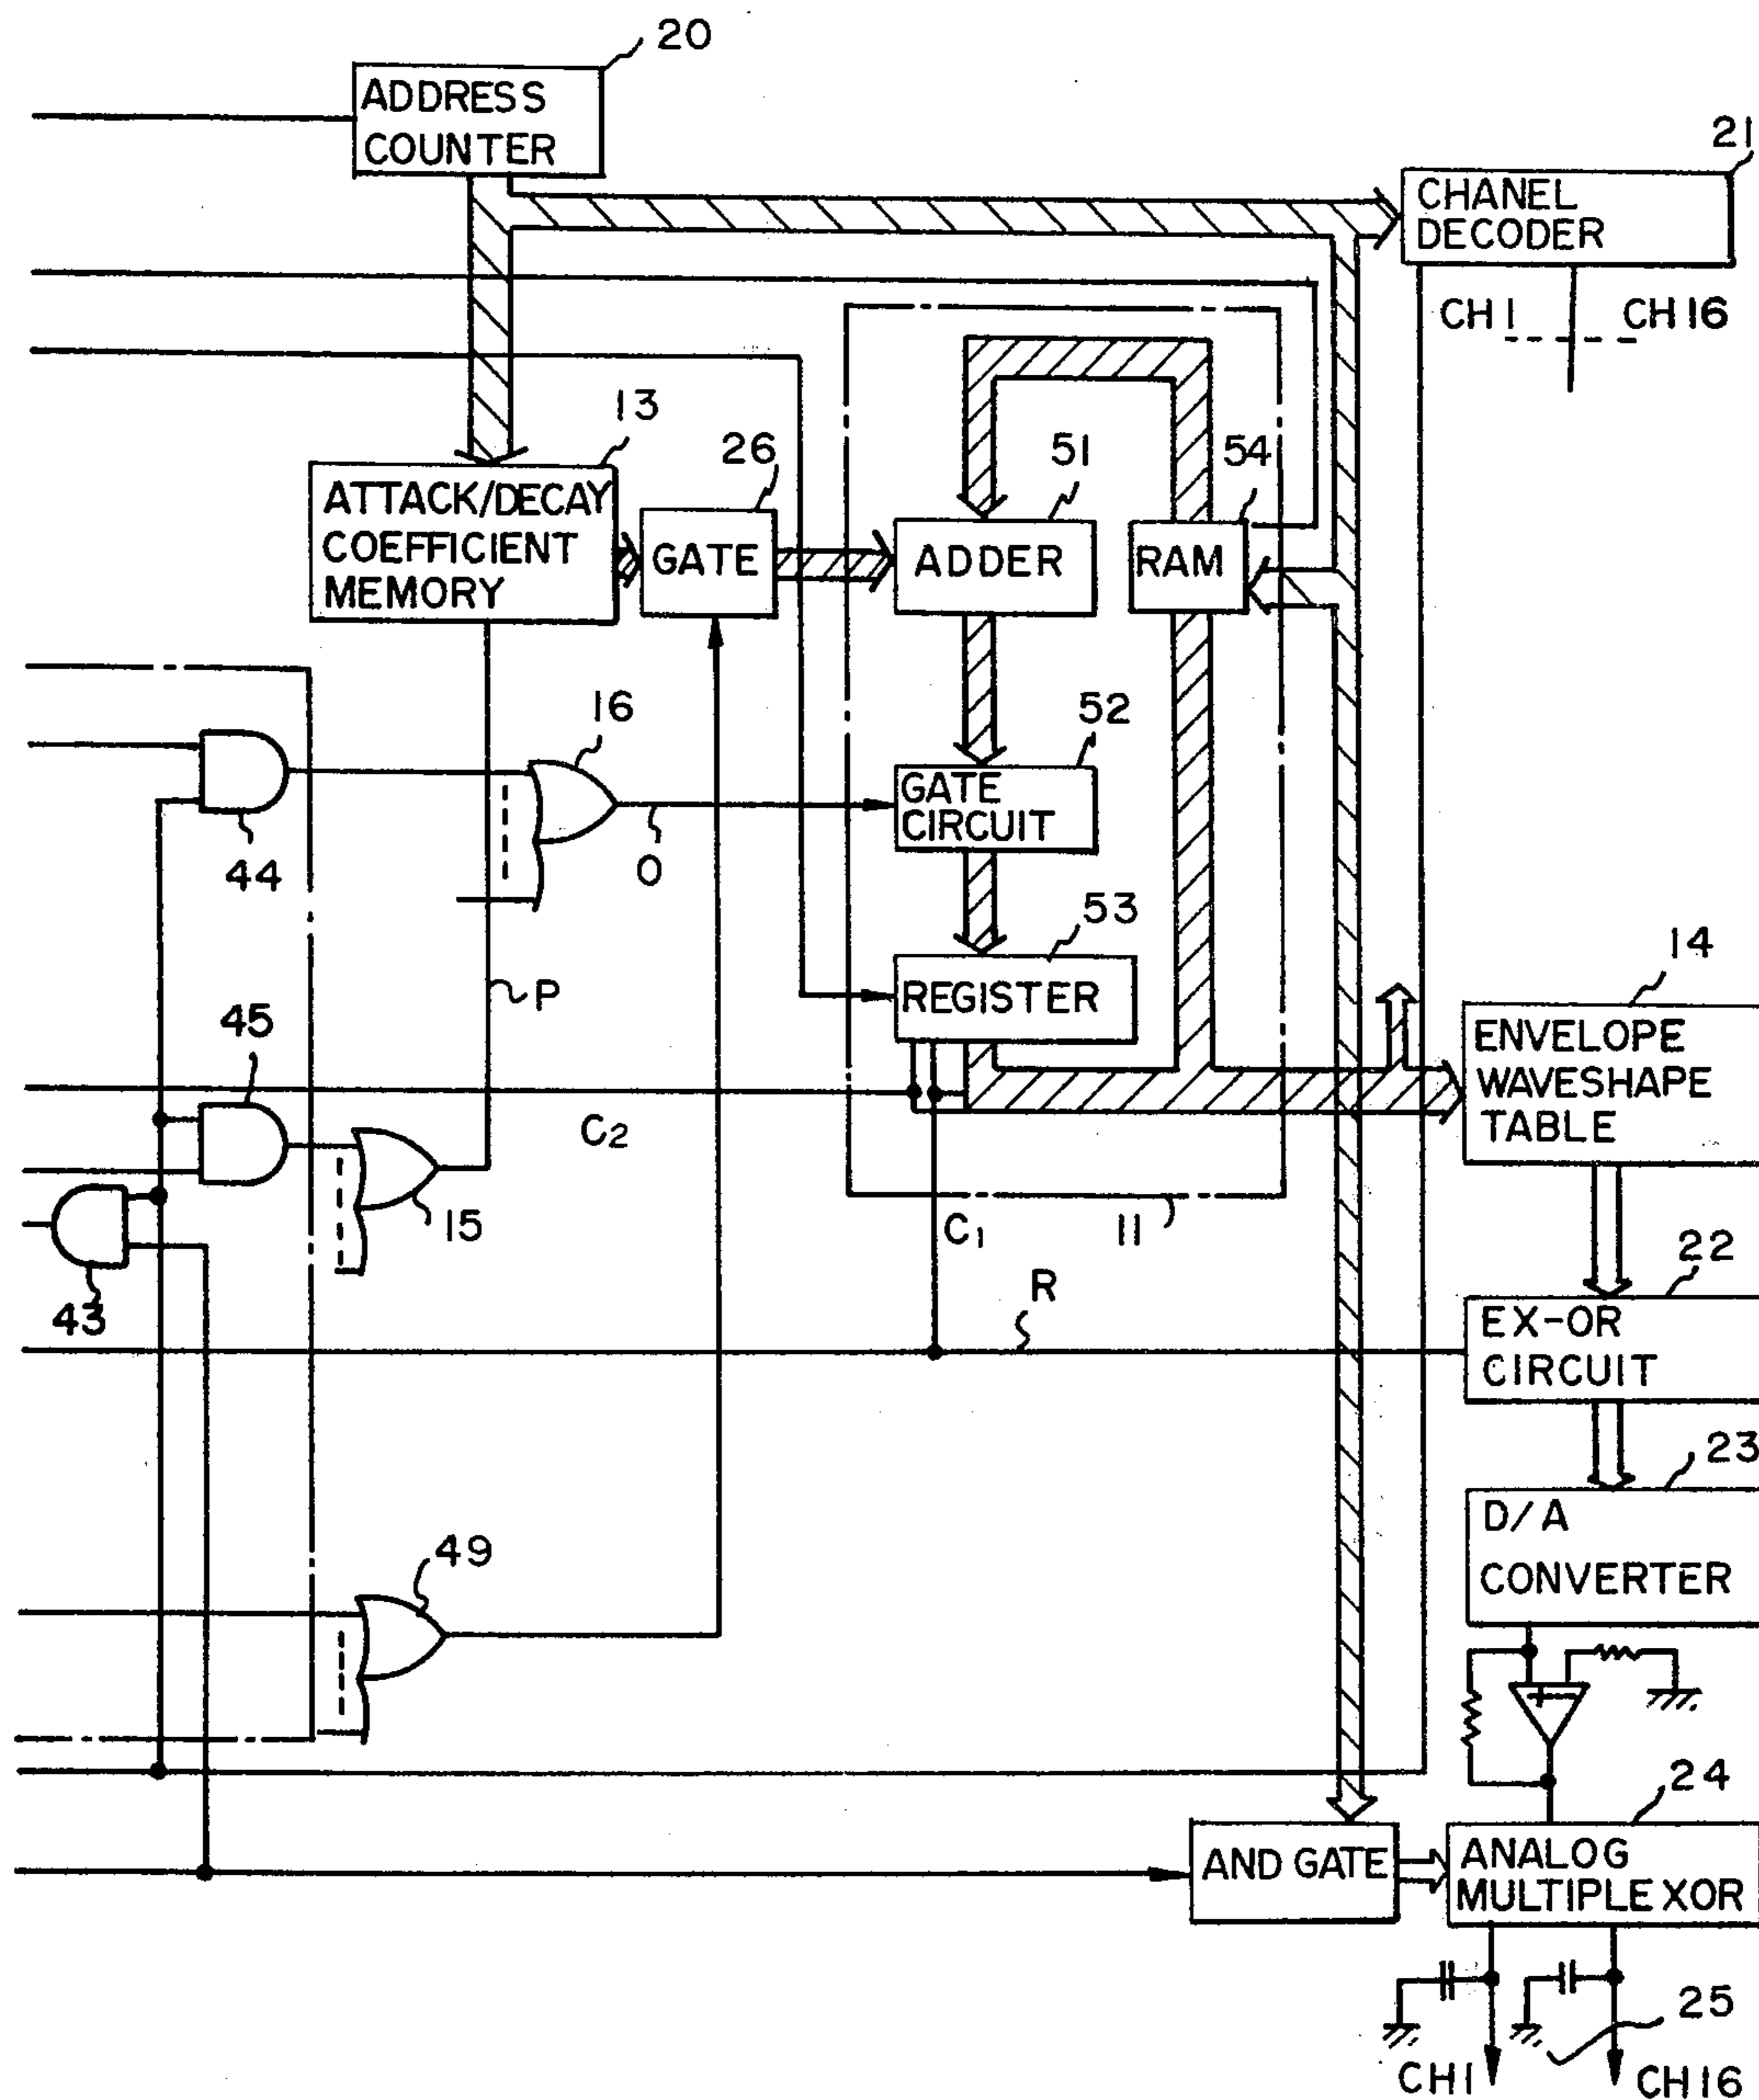 20
ADDRESS
COUNTER
21
CHANEL
DECODER
CH1
CH16
13
ATTACK/DECAY
COEFFICIENT
MEMORY
26
GATE
51
ADDER
54
RAM
16
52
GATE
CIRCUIT
44
O
53
REGISTER
P
14
ENVELOPE
WAVESHAPE
TABLE
45
C2
15
C1
11
43
22
R
EX-OR
CIRCUIT
23
D/A
CONVERTER
49
+
24
AND GATE
ANALOG
MULTIPLEXOR
25
CH1
CH16